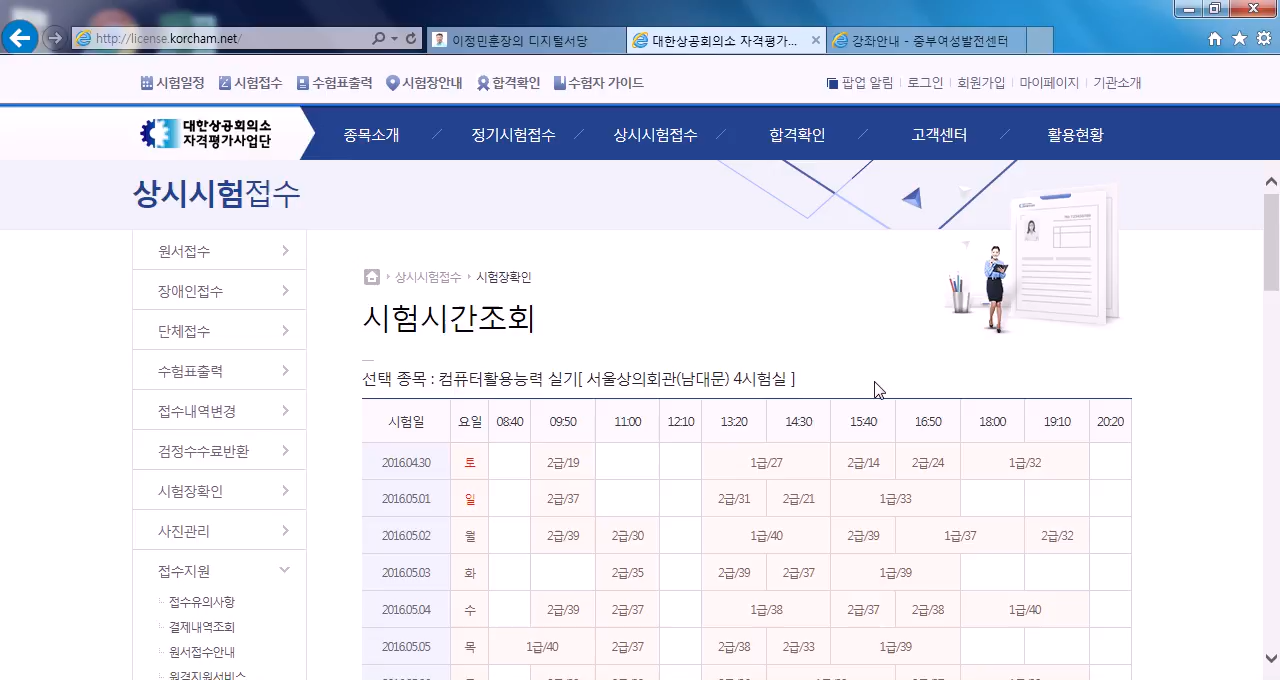 http://license.korcham.net/
이정민훈장의 디지털서당
대한상공회의소 자격평가...
강좌안내 - 중부여성발전센터
시험일정 시험접수 수험표출력 시험장안내 합격확인 수험자 가이드
팝업 알림 로그인 회원가입 마이페이지 기관소개
대한상공회의소
자격평가사업단
종목소개 정기시험접수 상시시험접수 합격확인 고객센터 활용현황
상시시험접수
원서접수
장애인접수
단체접수
수험표출력
접수내역변경
검정수수료반환
시험장확인
사진관리
접수지원
접수유의사항
결제내역조회
원서접수안내
원격지원서비스
상시시험접수 시험장확인
시험시간조회
선택 종목 : 컴퓨터활용능력 실기[ 서울상의회관(남대문) 4시험실 ]
시험일 요일 08:40 09:50 11:00 12:10 13:20 14:30 15:40 16:50 18:00 19:10 20:20
2016.04.30 토 2급/19 1급/27 2급/14 2급/24 1급/32
2016.05.01 일 2급/37 2급/31 2급/21 1급/33
2016.05.02 월 2급/39 2급/30 1급/40 2급/39 1급/37 2급/32
2016.05.03 화 2급/35 2급/39 2급/37 1급/39
2016.05.04 수 2급/39 2급/37 1급/38 2급/37 2급/38 1급/40
2016.05.05 목 1급/40 2급/37 2급/38 2급/33 1급/39